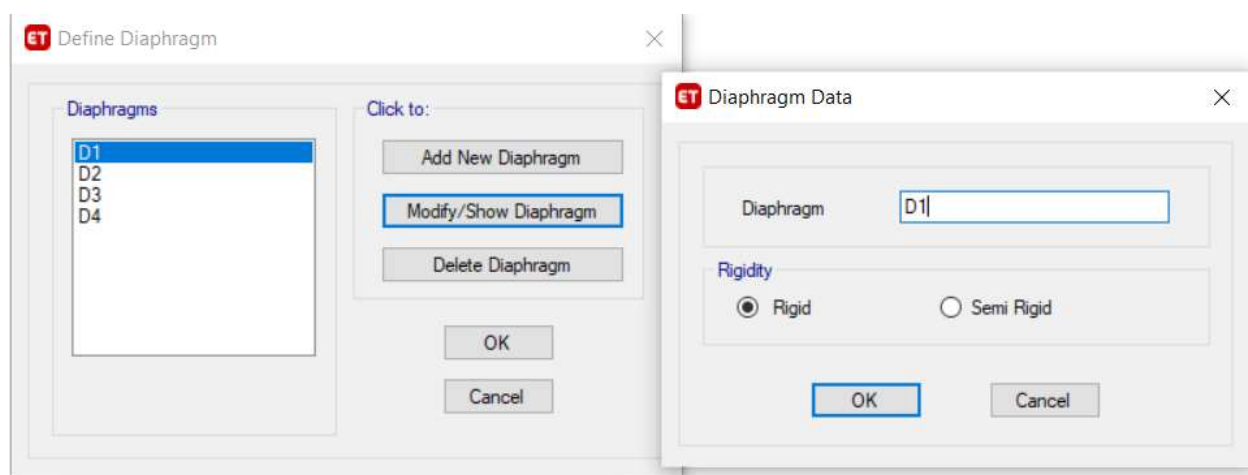 ET Define Diaphragm
Diaphragms
D1
D2
D3
D4
Click to:
Add New Diaphragm
Modify/Show Diaphragm
Delete Diaphragm
OK
Cancel
ET Diaphragm Data
Diaphragm D1
Rigidity
Rigid Semi Rigid
OK Cancel